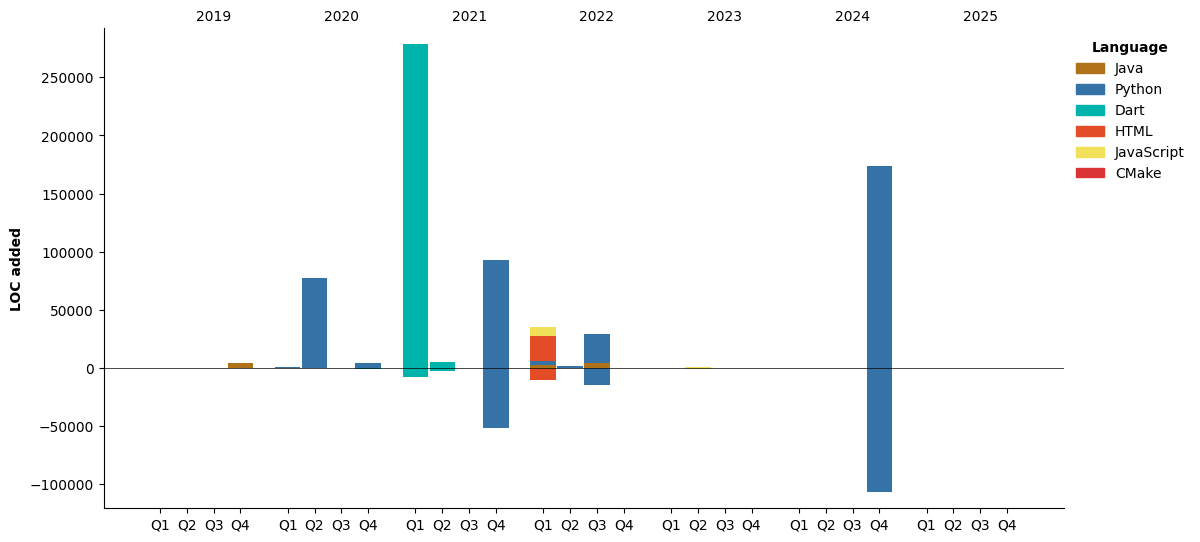 2019 2020 2021 2022 2023 2024 2025
Language
Java
Python
Dart
HTML
JavaScript
CMake
LOC added
250000
200000
150000
100000
50000
0
−50000
−100000
Q1 Q2 Q3 Q4 Q1 Q2 Q3 Q4 Q1 Q2 Q3 Q4 Q1 Q2 Q3 Q4 Q1 Q2 Q3 Q4 Q1 Q2 Q3 Q4 Q1 Q2 Q3 Q4